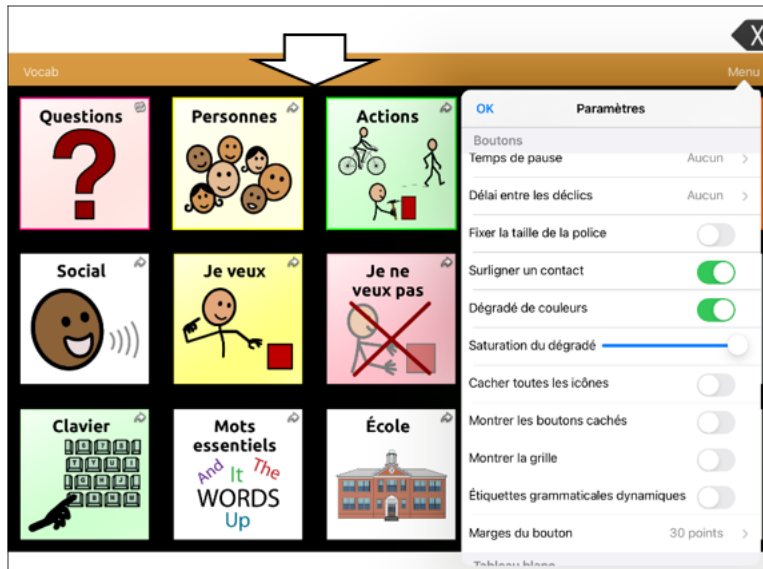 X
Vocab
Menu
Questions
Personnes
Actions
Social
Je veux
Je ne
veux pas
Clavier
Mots
essentiels
And It The
WORDS
Up
École
OK
Paramètres
Boutons
Temps de pause Aucun
Délai entre les déclics Aucun
Fixer la taille de la police
Surligner un contact
Dégradé de couleurs
Saturation du dégradé
Cacher toutes les icônes
Montrer les boutons cachés
Montrer la grille
Étiquettes grammaticales dynamiques
Marges du bouton 30 points
Tableau blanc